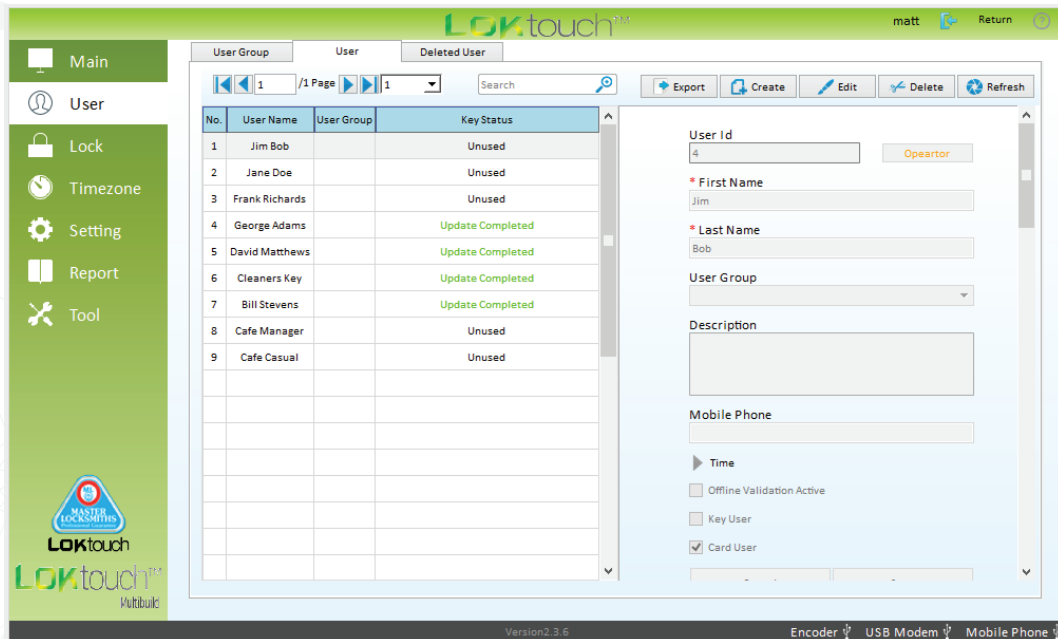 LOKtouch™
matt Return ?
Main
User
Lock
Timezone
Setting
Report
Tool
MASTER
LOCKSMITHS
LOKtouch
LOKtouch™
Multibuild
User Group User Deleted User
1 /1 Page 1 Search Export Create Edit Delete Refresh
No. User Name User Group Key Status
1 Jim Bob Unused
2 Jane Doe Unused
3 Frank Richards Unused
4 George Adams Update Completed
5 David Matthews Update Completed
6 Cleaners Key Update Completed
7 Bill Stevens Update Completed
8 Cafe Manager Unused
9 Cafe Casual Unused
User Id
4 Opeartor
* First Name
Jim
* Last Name
Bob
User Group
Description
Mobile Phone
Time
Offline Validation Active
Key User
Card User
Version2.3.6
Encoder USB Modem Mobile Phone